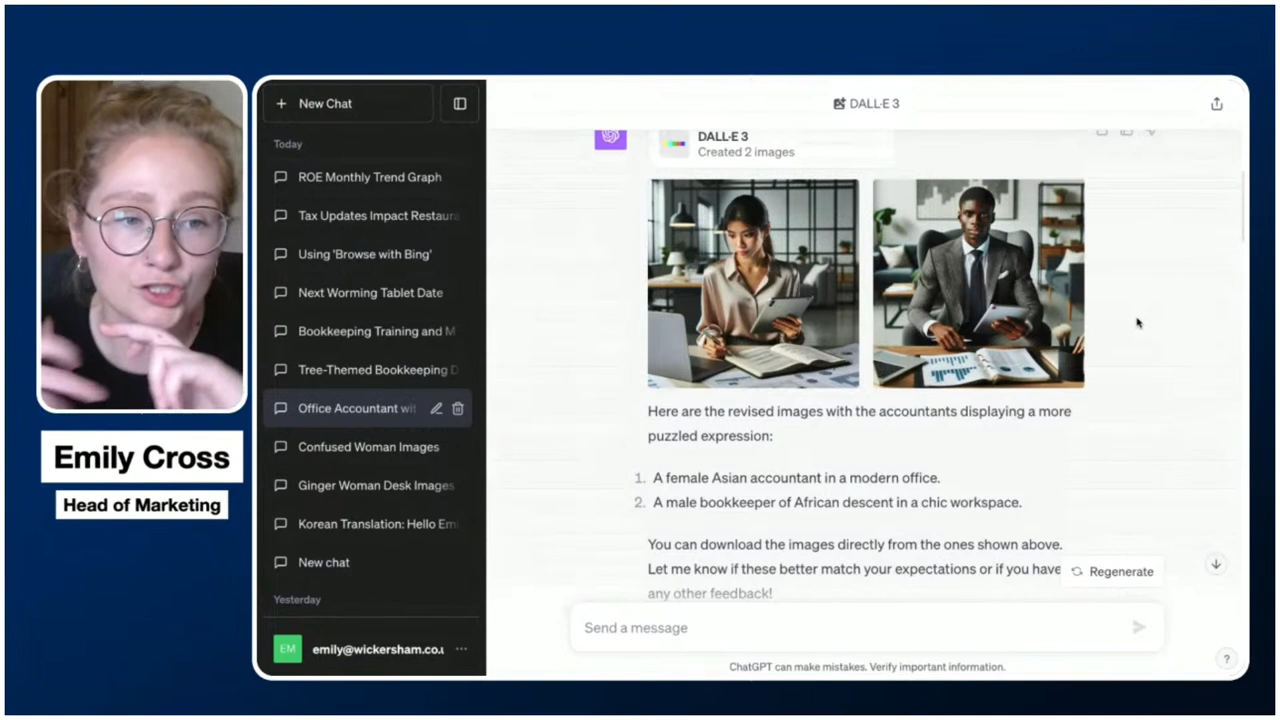 New Chat
DALL·E 3
Today
ROE Monthly Trend Graph
Tax Updates Impact Restaura
Using 'Browse with Bing'
Next Worming Tablet Date
Bookkeeping Training and M
Tree-Themed Bookkeeping D
Office Accountant wit
Confused Woman Images
Ginger Woman Desk Images
Korean Translation: Hello Em
New chat
Yesterday
EM
emily@wickersham.co.u
DALL·E 3
Created 2 images
Here are the revised images with the accountants displaying a more
puzzled expression:
1. A female Asian accountant in a modern office.
2. A male bookkeeper of African descent in a chic workspace.
You can download the images directly from the ones shown above.
Let me know if these better match your expectations or if you have
any other feedback!
Regenerate
Send a message
ChatGPT can make mistakes. Verify important information.
?
Emily Cross
Head of Marketing